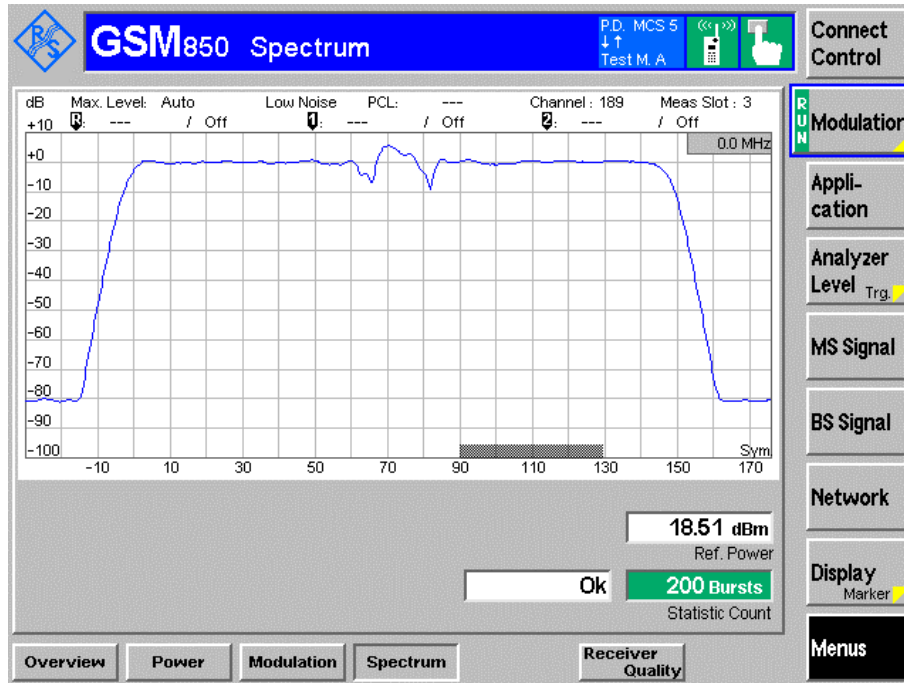 R&S
GSM850 Spectrum
P.D. MCS 5
Test M. A
Connect Control
dB Max. Level: Auto Low Noise PCL: --- Channel : 189 Meas Slot : 3
+10 R: --- / Off 1: --- / Off 2: --- / Off
0.0 MHz
+0
-10
-20
-30
-40
-50
-60
-70
-80
-90
-100
Sym
-10 10 30 50 70 90 110 130 150 170
18.51 dBm
Ref. Power
Ok
200 Bursts
Statistic Count
RUN
Modulation
Appli-
cation
Analyzer
Level Trg.
MS Signal
BS Signal
Network
Display
Marker
Menus
Overview Power Modulation Spectrum Receiver
Quality